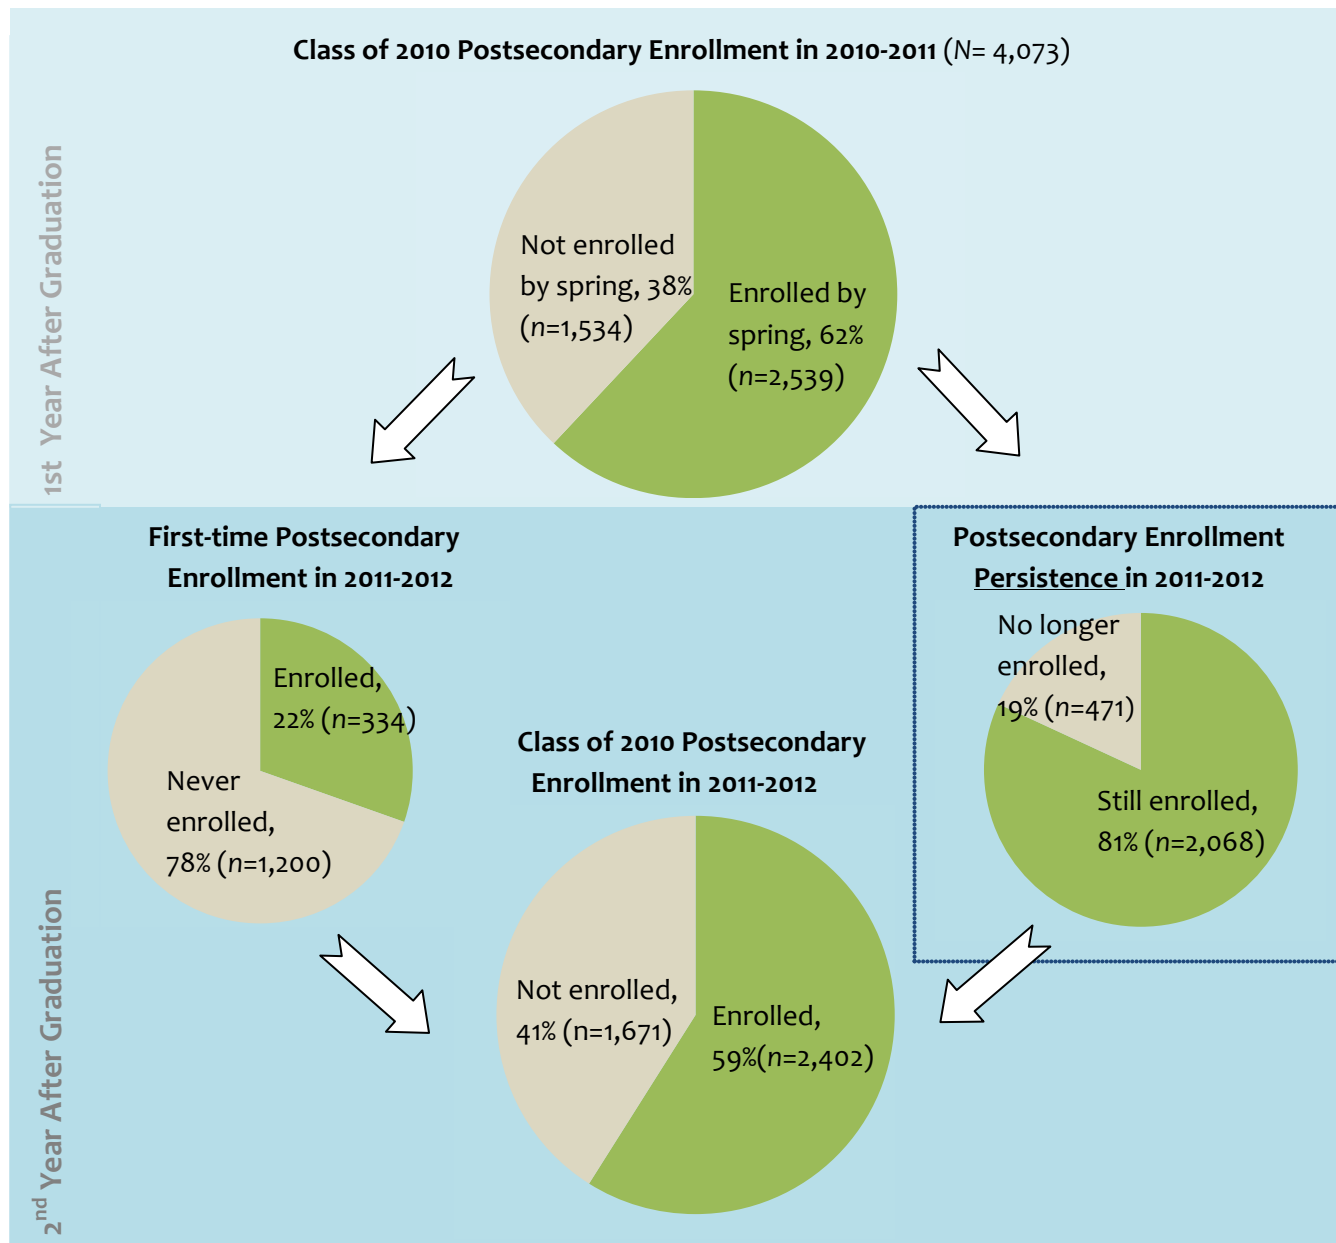 Class of 2010 Postsecondary Enrollment in 2010-2011 (N= 4,073)
1st  Year After Graduation
Not enrolled
by spring, 38%
(n=1,534)
Enrolled by
spring, 62%
(n=2,539)
2nd Year After Graduation
First-time Postsecondary
Enrollment in 2011-2012
Enrolled,
22% (n=334)
Never
enrolled,
78% (n=1,200)
Postsecondary Enrollment
Persistence in 2011-2012
No longer
enrolled,
19% (n=471)
Still enrolled,
81% (n=2,068)
Class of 2010 Postsecondary
Enrollment in 2011-2012
Not enrolled,
41% (n=1,671)
Enrolled,
59%(n=2,402)